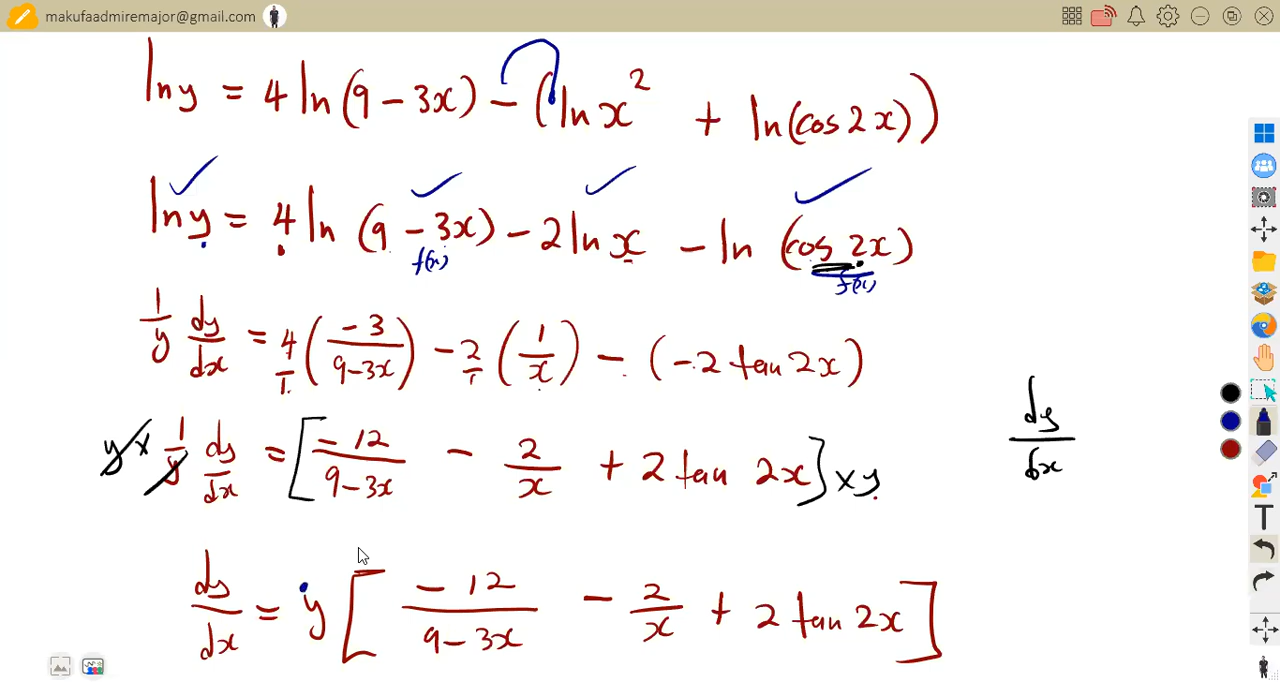 makufaadmiremajor@gmail.com
ln y = 4 ln (9 - 3x) - (ln x² + ln(cos 2x))
ln y = 4 ln (9 - 3x) - 2 ln x - ln (cos 2x)
f(x) f(x)
1/y dy/dx = 4/1 (-3/(9-3x)) - 2/1 (1/x) - (-2 tan 2x)
y x 1/y dy/dx = [-12/(9-3x) - 2/x + 2 tan 2x] x y
dy/dx
dy/dx = y [-12/(9-3x) - 2/x + 2 tan 2x]
T